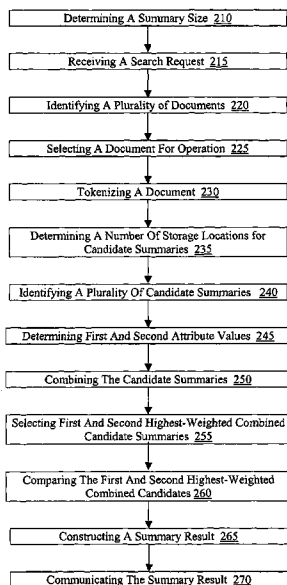 Determining A Summary Size 210
Receiving A Search Request 215
Identifying A Plurality of Documents 220
Selecting A Document For Operation 225
Tokenizing A Document 230
Determining A Number Of Storage Locations for
Candidate Summaries
235
Identifying A Plurality Of Candidate Summaries 240
Determining First And Second Attribute Values 245
Combining The Candidate Summaries 250
Selecting First And Second Highest-Weighted Combined
Candidate Summaries 255
Comparing The First And Second Highest-Weighted
Combined Candidates 260
Constructing A Summary Result 265
Communicating The Summary Result 270